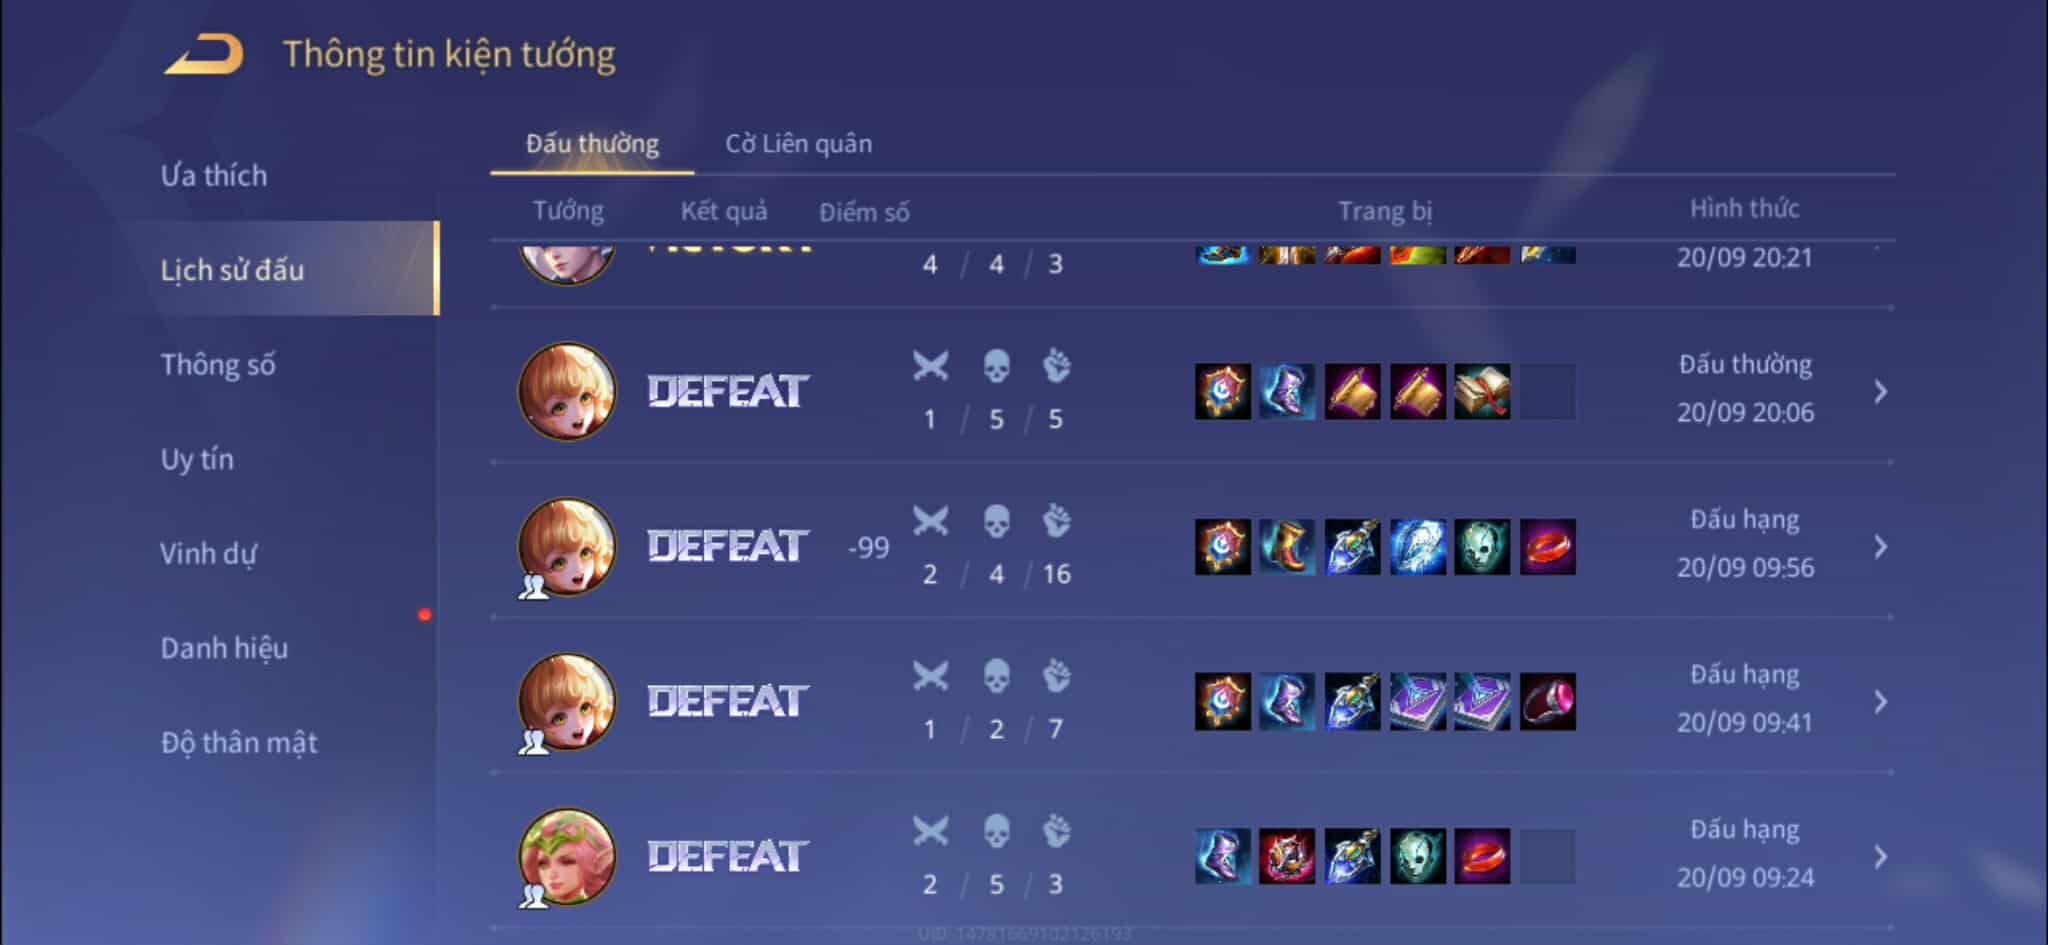 Thông tin kiện tướng
Đấu thường Cờ Liên quân
Ưa thích
Lịch sử đấu
Thông số
Uy tín
Vinh dự
Danh hiệu
Độ thân mật
Tướng Kết quả Điểm số Trang bị Hình thức
VICTORY
4 / 4 / 3 20/09 20:21
DEFEAT
1 / 5 / 5
Đấu thường
20/09 20:06
DEFEAT -99
2 / 4 / 16
Đấu hạng
20/09 09:56
DEFEAT
1 / 2 / 7
Đấu hạng
20/09 09:41
DEFEAT
2 / 5 / 3
Đấu hạng
20/09 09:24
UID: 14781669102126193